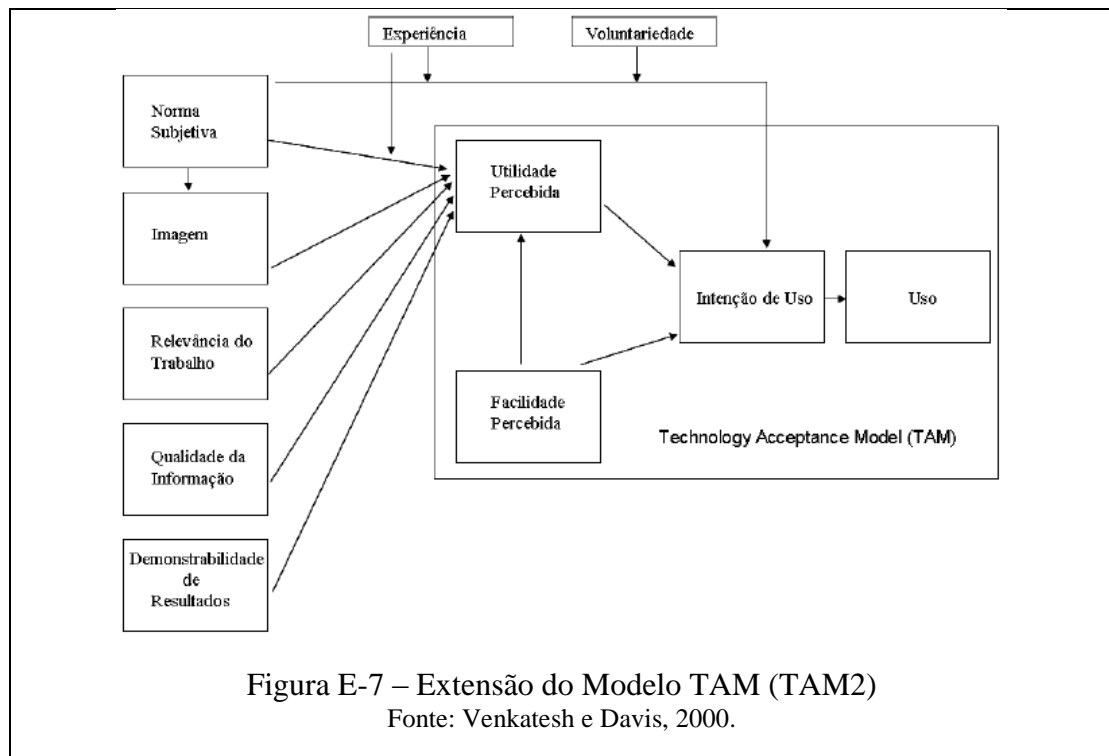 Experiência
Voluntariedade
Norma
Subjetiva
Imagem
Relevância do
Trabalho
Qualidade da
Informação
Demonstrabilidade
de
Resultados
Utilidade
Percebida
Facilidade
Percebida
Intenção de Uso
Uso
Technology Acceptance Model (TAM)
Figura E-7 – Extensão do Modelo TAM (TAM2)
Fonte: Venkatesh e Davis, 2000.